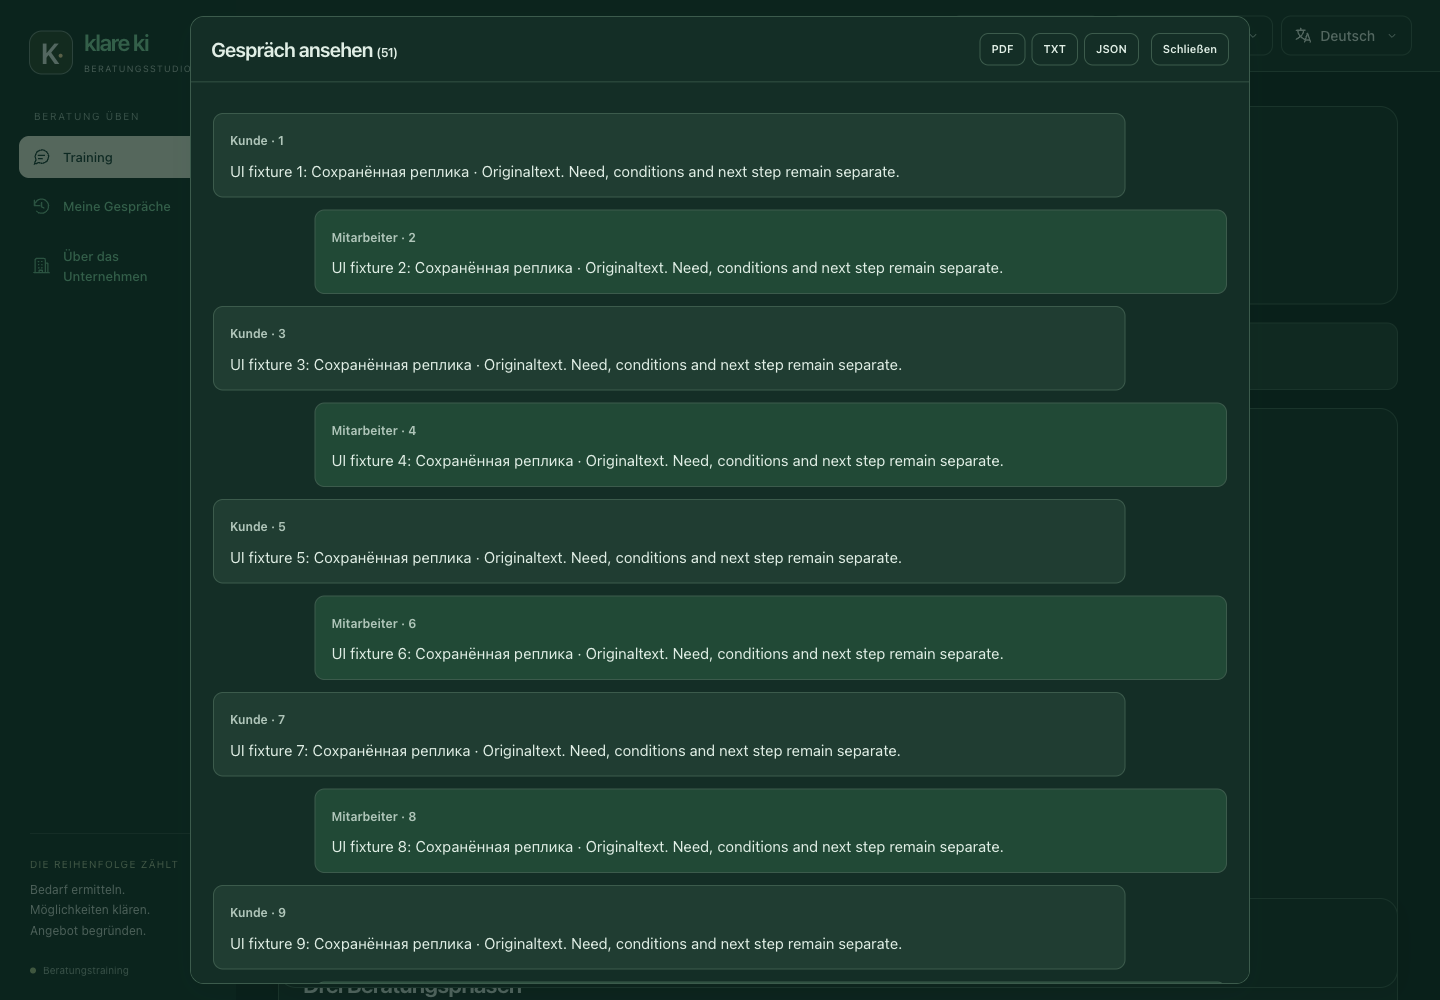 K·
klare ki
BERATUNGSSTUDIO
BERATUNG ÜBEN
Training
Meine Gespräche
Über das
Unternehmen
DIE REIHENFOLGE ZÄHLT
Bedarf ermitteln.
Möglichkeiten klären.
Angebot begründen.
Beratungstraining
Deutsch
Gespräch ansehen (51)
PDF
TXT
JSON
Schließen
Kunde · 1
UI fixture 1: Сохранённая реплика · Originaltext. Need, conditions and next step remain separate.
Mitarbeiter · 2
UI fixture 2: Сохранённая реплика · Originaltext. Need, conditions and next step remain separate.
Kunde · 3
UI fixture 3: Сохранённая реплика · Originaltext. Need, conditions and next step remain separate.
Mitarbeiter · 4
UI fixture 4: Сохранённая реплика · Originaltext. Need, conditions and next step remain separate.
Kunde · 5
UI fixture 5: Сохранённая реплика · Originaltext. Need, conditions and next step remain separate.
Mitarbeiter · 6
UI fixture 6: Сохранённая реплика · Originaltext. Need, conditions and next step remain separate.
Kunde · 7
UI fixture 7: Сохранённая реплика · Originaltext. Need, conditions and next step remain separate.
Mitarbeiter · 8
UI fixture 8: Сохранённая реплика · Originaltext. Need, conditions and next step remain separate.
Kunde · 9
UI fixture 9: Сохранённая реплика · Originaltext. Need, conditions and next step remain separate.
Drei Beratungsphasen